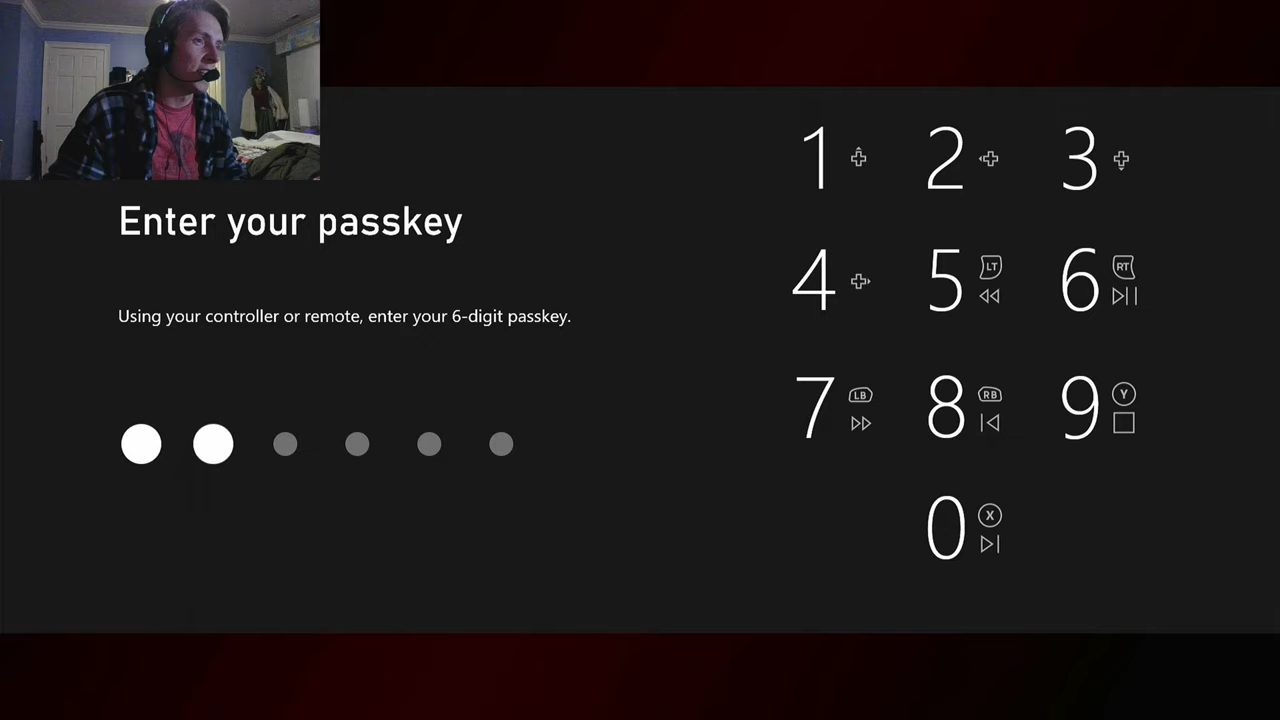 Enter your passkey
Using your controller or remote, enter your 6-digit passkey.
1 2 3
4 5 LT 6 RT
7 LB 8 RB 9 Y
0 X